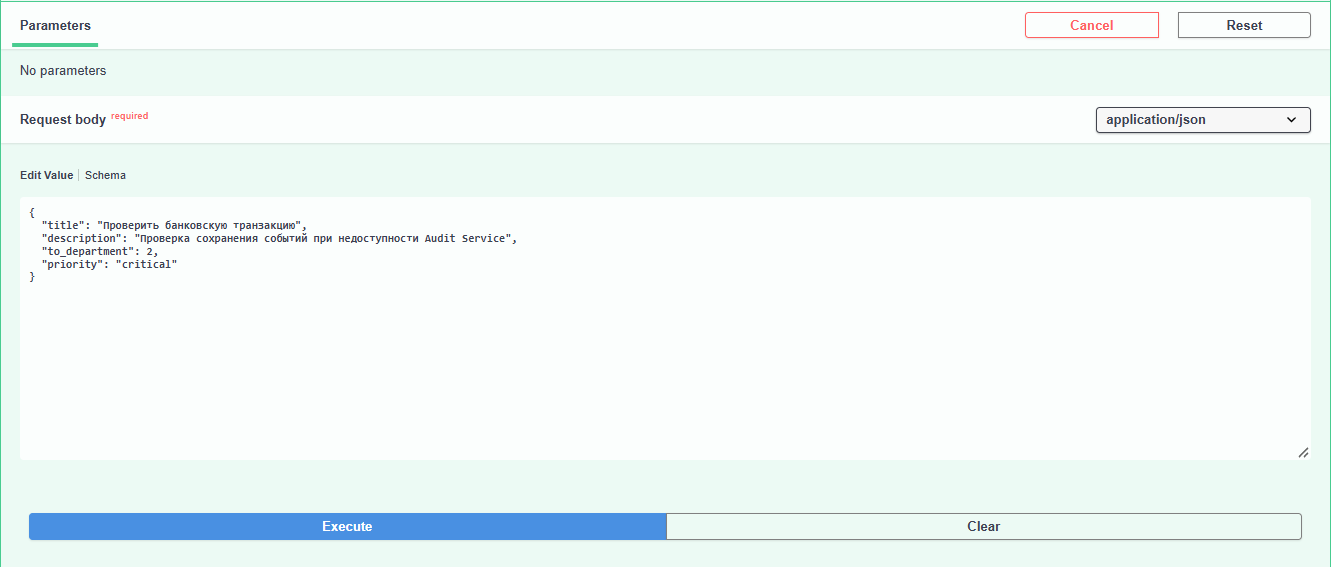 Parameters
Cancel
Reset
No parameters
Request body required
application/json
Edit Value | Schema
{
  "title": "Проверить банковскую транзакцию",
  "description": "Проверка сохранения событий при недоступности Audit Service",
  "to_department": 2,
  "priority": "critical"
}
Execute
Clear